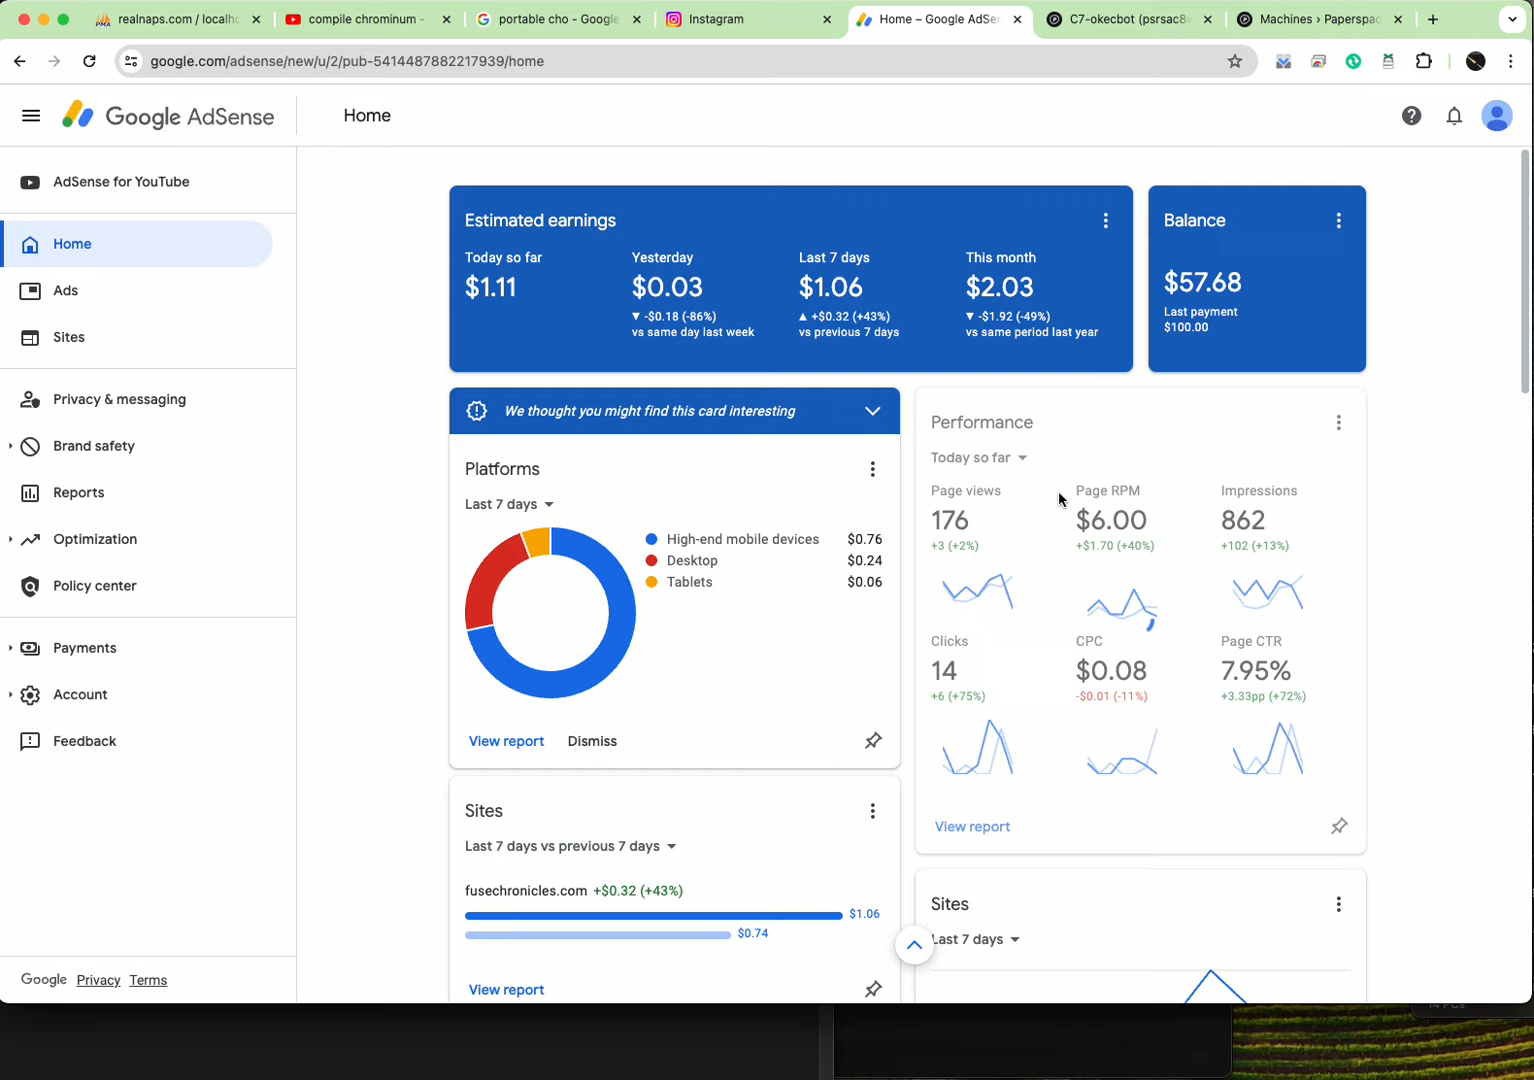 realnaps.com / localh
compile chrominum -
portable cho - Google
Instagram
Home – Google AdSe
C7-okecbot (psrsac8
Machines › Paperspac
google.com/adsense/new/u/2/pub-5414487882217939/home
Google AdSense
Home
AdSense for YouTube
Home
Ads
Sites
Privacy & messaging
Brand safety
Reports
Optimization
Policy center
Payments
Account
Feedback
Google Privacy Terms
Estimated earnings
Today so far
$1.11
Yesterday
$0.03
-$0.18 (-86%)
vs same day last week
Last 7 days
$1.06
+$0.32 (+43%)
vs previous 7 days
This month
$2.03
-$1.92 (-49%)
vs same period last year
Balance
$57.68
Last payment
$100.00
We thought you might find this card interesting
Platforms
Last 7 days
High-end mobile devices $0.76
Desktop $0.24
Tablets $0.06
View report Dismiss
Performance
Today so far
Page views
176
+3 (+2%)
Page RPM
$6.00
+$1.70 (+40%)
Impressions
862
+102 (+13%)
Clicks
14
+6 (+75%)
CPC
$0.08
-$0.01 (-11%)
Page CTR
7.95%
+3.33pp (+72%)
View report
Sites
Last 7 days vs previous 7 days
fusechronicles.com +$0.32 (+43%)
$1.06
$0.74
View report
Sites
Last 7 days